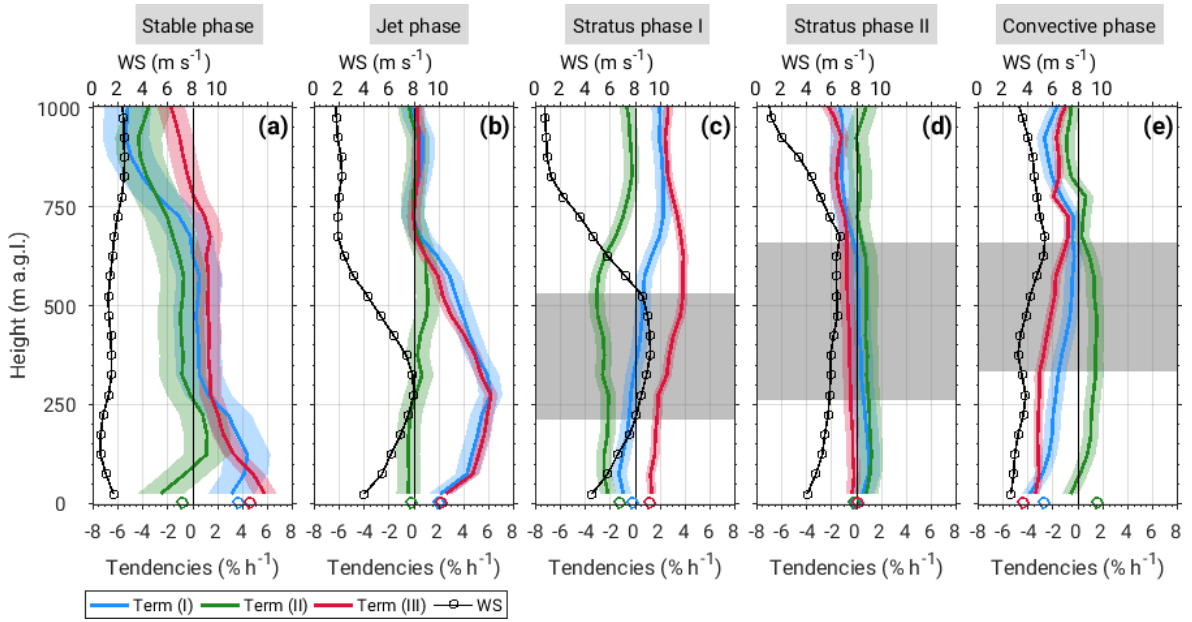 Stable phase
Jet phase
Stratus phase I
Stratus phase II
Convective phase
WS (m s⁻¹)
WS (m s⁻¹)
WS (m s⁻¹)
WS (m s⁻¹)
WS (m s⁻¹)
0 2 4 6 8 10
0 2 4 6 8 10
0 2 4 6 8 10
0 2 4 6 8 10
0 2 4 6 8 10
(a)
(b)
(c)
(d)
(e)
1000
750
500
250
0
Height (m a.g.l.)
-8 -6 -4 -2 0 2 4 6 8
-8 -6 -4 -2 0 2 4 6 8
-8 -6 -4 -2 0 2 4 6 8
-8 -6 -4 -2 0 2 4 6 8
-8 -6 -4 -2 0 2 4 6 8
Tendencies (% h⁻¹)
Tendencies (% h⁻¹)
Tendencies (% h⁻¹)
Tendencies (% h⁻¹)
Tendencies (% h⁻¹)
Term (I) Term (II) Term (III) WS